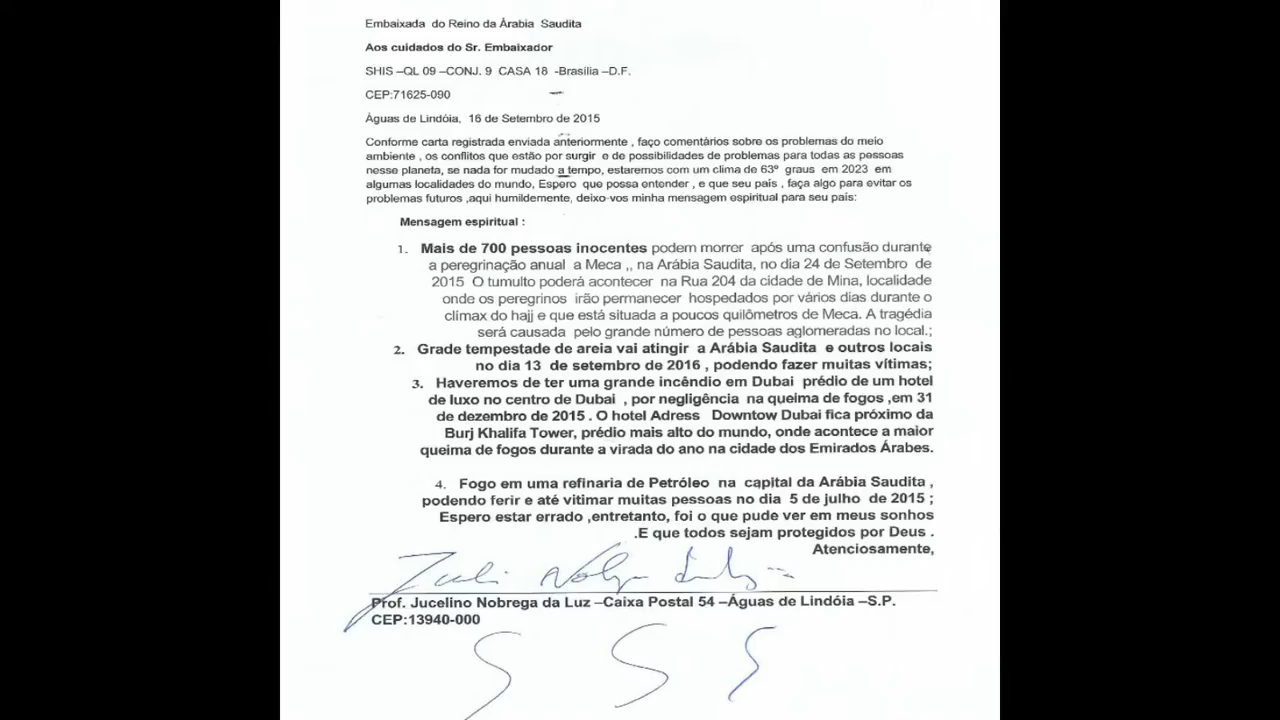 Embaixada do Reino da Árabia Saudita
Aos cuidados do Sr. Embaixador
SHIS –QL 09 –CONJ. 9 CASA 18 -Brasília –D.F.
CEP:71625-090
Águas de Lindóia, 16 de Setembro de 2015
Conforme carta registrada enviada anteriormente , faço comentários sobre os problemas do meio
ambiente , os conflitos que estão por surgir e de possibilidades de problemas para todas as pessoas
nesse planeta, se nada for mudado a tempo, estaremos com um clima de 63º graus em 2023 em
algumas localidades do mundo, Espero que possa entender , e que seu país , faça algo para evitar os
problemas futuros ,aqui humildemente, deixo-vos minha mensagem espiritual para seu país:
Mensagem espiritual :
1. Mais de 700 pessoas inocentes podem morrer após uma confusão durante
a peregrinação anual a Meca ,, na Arábia Saudita, no dia 24 de Setembro de
2015 O tumulto poderá acontecer na Rua 204 da cidade de Mina, localidade
onde os peregrinos irão permanecer hospedados por vários dias durante o
clímax do hajj e que está situada a poucos quilômetros de Meca. A tragédia
será causada pelo grande número de pessoas aglomeradas no local.;
2. Grade tempestade de areia vai atingir a Arábia Saudita e outros locais
no dia 13 de setembro de 2016 , podendo fazer muitas vítimas;
3. Haveremos de ter uma grande incêndio em Dubai prédio de um hotel
de luxo no centro de Dubai , por negligência na queima de fogos ,em 31
de dezembro de 2015 . O hotel Adress Downtow Dubai fica próximo da
Burj Khalifa Tower, prédio mais alto do mundo, onde acontece a maior
queima de fogos durante a virada do ano na cidade dos Emirados Árabes.
4. Fogo em uma refinaria de Petróleo na capital da Arábia Saudita ,
podendo ferir e até vitimar muitas pessoas no dia 5 de julho de 2015 ;
Espero estar errado ,entretanto, foi o que pude ver em meus sonhos
.E que todos sejam protegidos por Deus .
Atenciosamente,
Prof. Jucelino Nobrega da Luz –Caixa Postal 54 –Águas de Lindóia –S.P.
CEP:13940-000
S S S